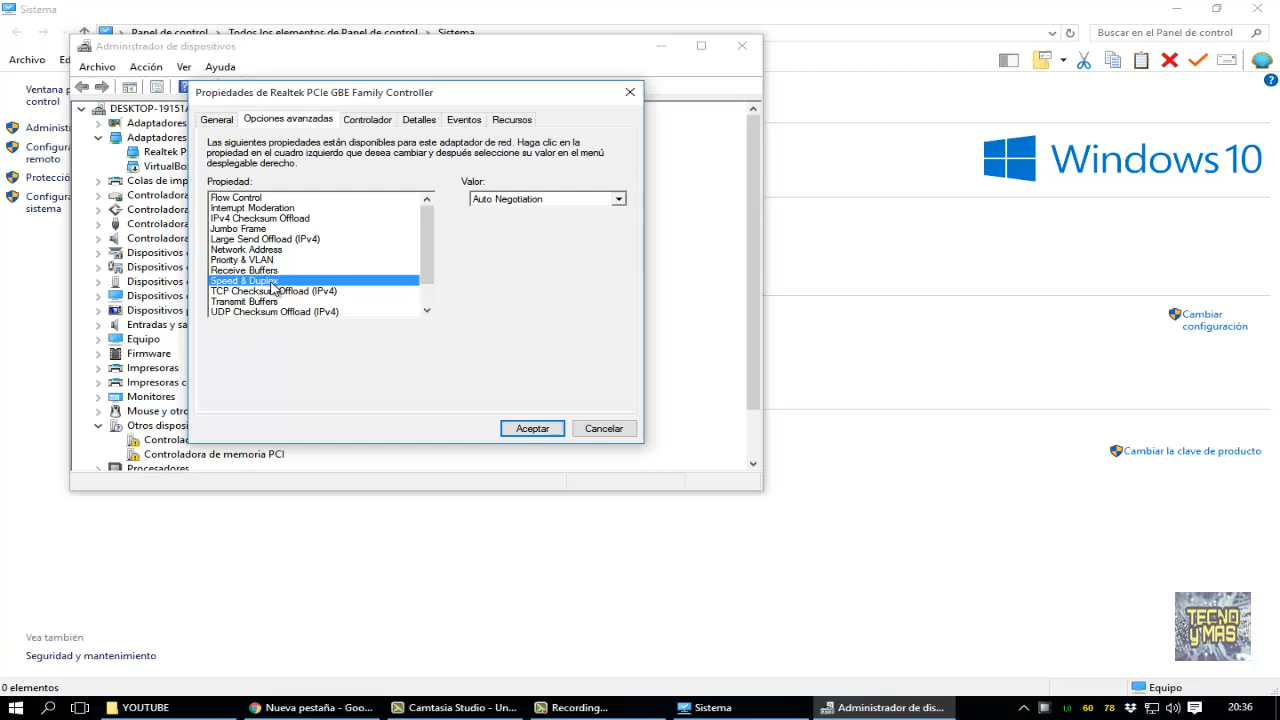 Sistema
Panel de control
Todos los elementos de Panel de control
Sistema
Buscar en el Panel de control
Archivo
Administrador de dispositivos
Archivo Acción Ver Ayuda
Ventana p
control
Administ
Configura
remoto
Protecció
Configura
sistema
DESKTOP-19151A
Adaptadores
Adaptadores
Realtek P
VirtualBo
Colas de imp
Controladora
Controladora
Controladora
Controladora
Dispositivos
Dispositivos
Dispositivos
Dispositivos
Dispositivos
Entradas y sa
Equipo
Firmware
Impresoras
Impresoras c
Monitores
Mouse y otro
Otros disposi
Controla
Controladora de memoria PCI
Procesadores
Propiedades de Realtek PCIe GBE Family Controller
General Opciones avanzadas Controlador Detalles Eventos Recursos
Las siguientes propiedades están disponibles para este adaptador de red. Haga clic en la
propiedad en el cuadro izquierdo que desea cambiar y después seleccione su valor en el menú
desplegable derecho.
Propiedad:
Flow Control
Interrupt Moderation
IPv4 Checksum Offload
Jumbo Frame
Large Send Offload (IPv4)
Network Address
Priority & VLAN
Receive Buffers
Speed & Duplex
TCP Checksum Offload (IPv4)
Transmit Buffers
UDP Checksum Offload (IPv4)
Valor:
Auto Negotiation
Aceptar Cancelar
Windows 10
Cambiar
configuración
Cambiar la clave de producto
TECNO
Y MAS
Vea también
Seguridad y mantenimiento
0 elementos
Equipo
YOUTUBE
Nueva pestaña - Goo...
Camtasia Studio - Un...
Recording...
Sistema
Administrador de dis...
1,0 60 78
20:36